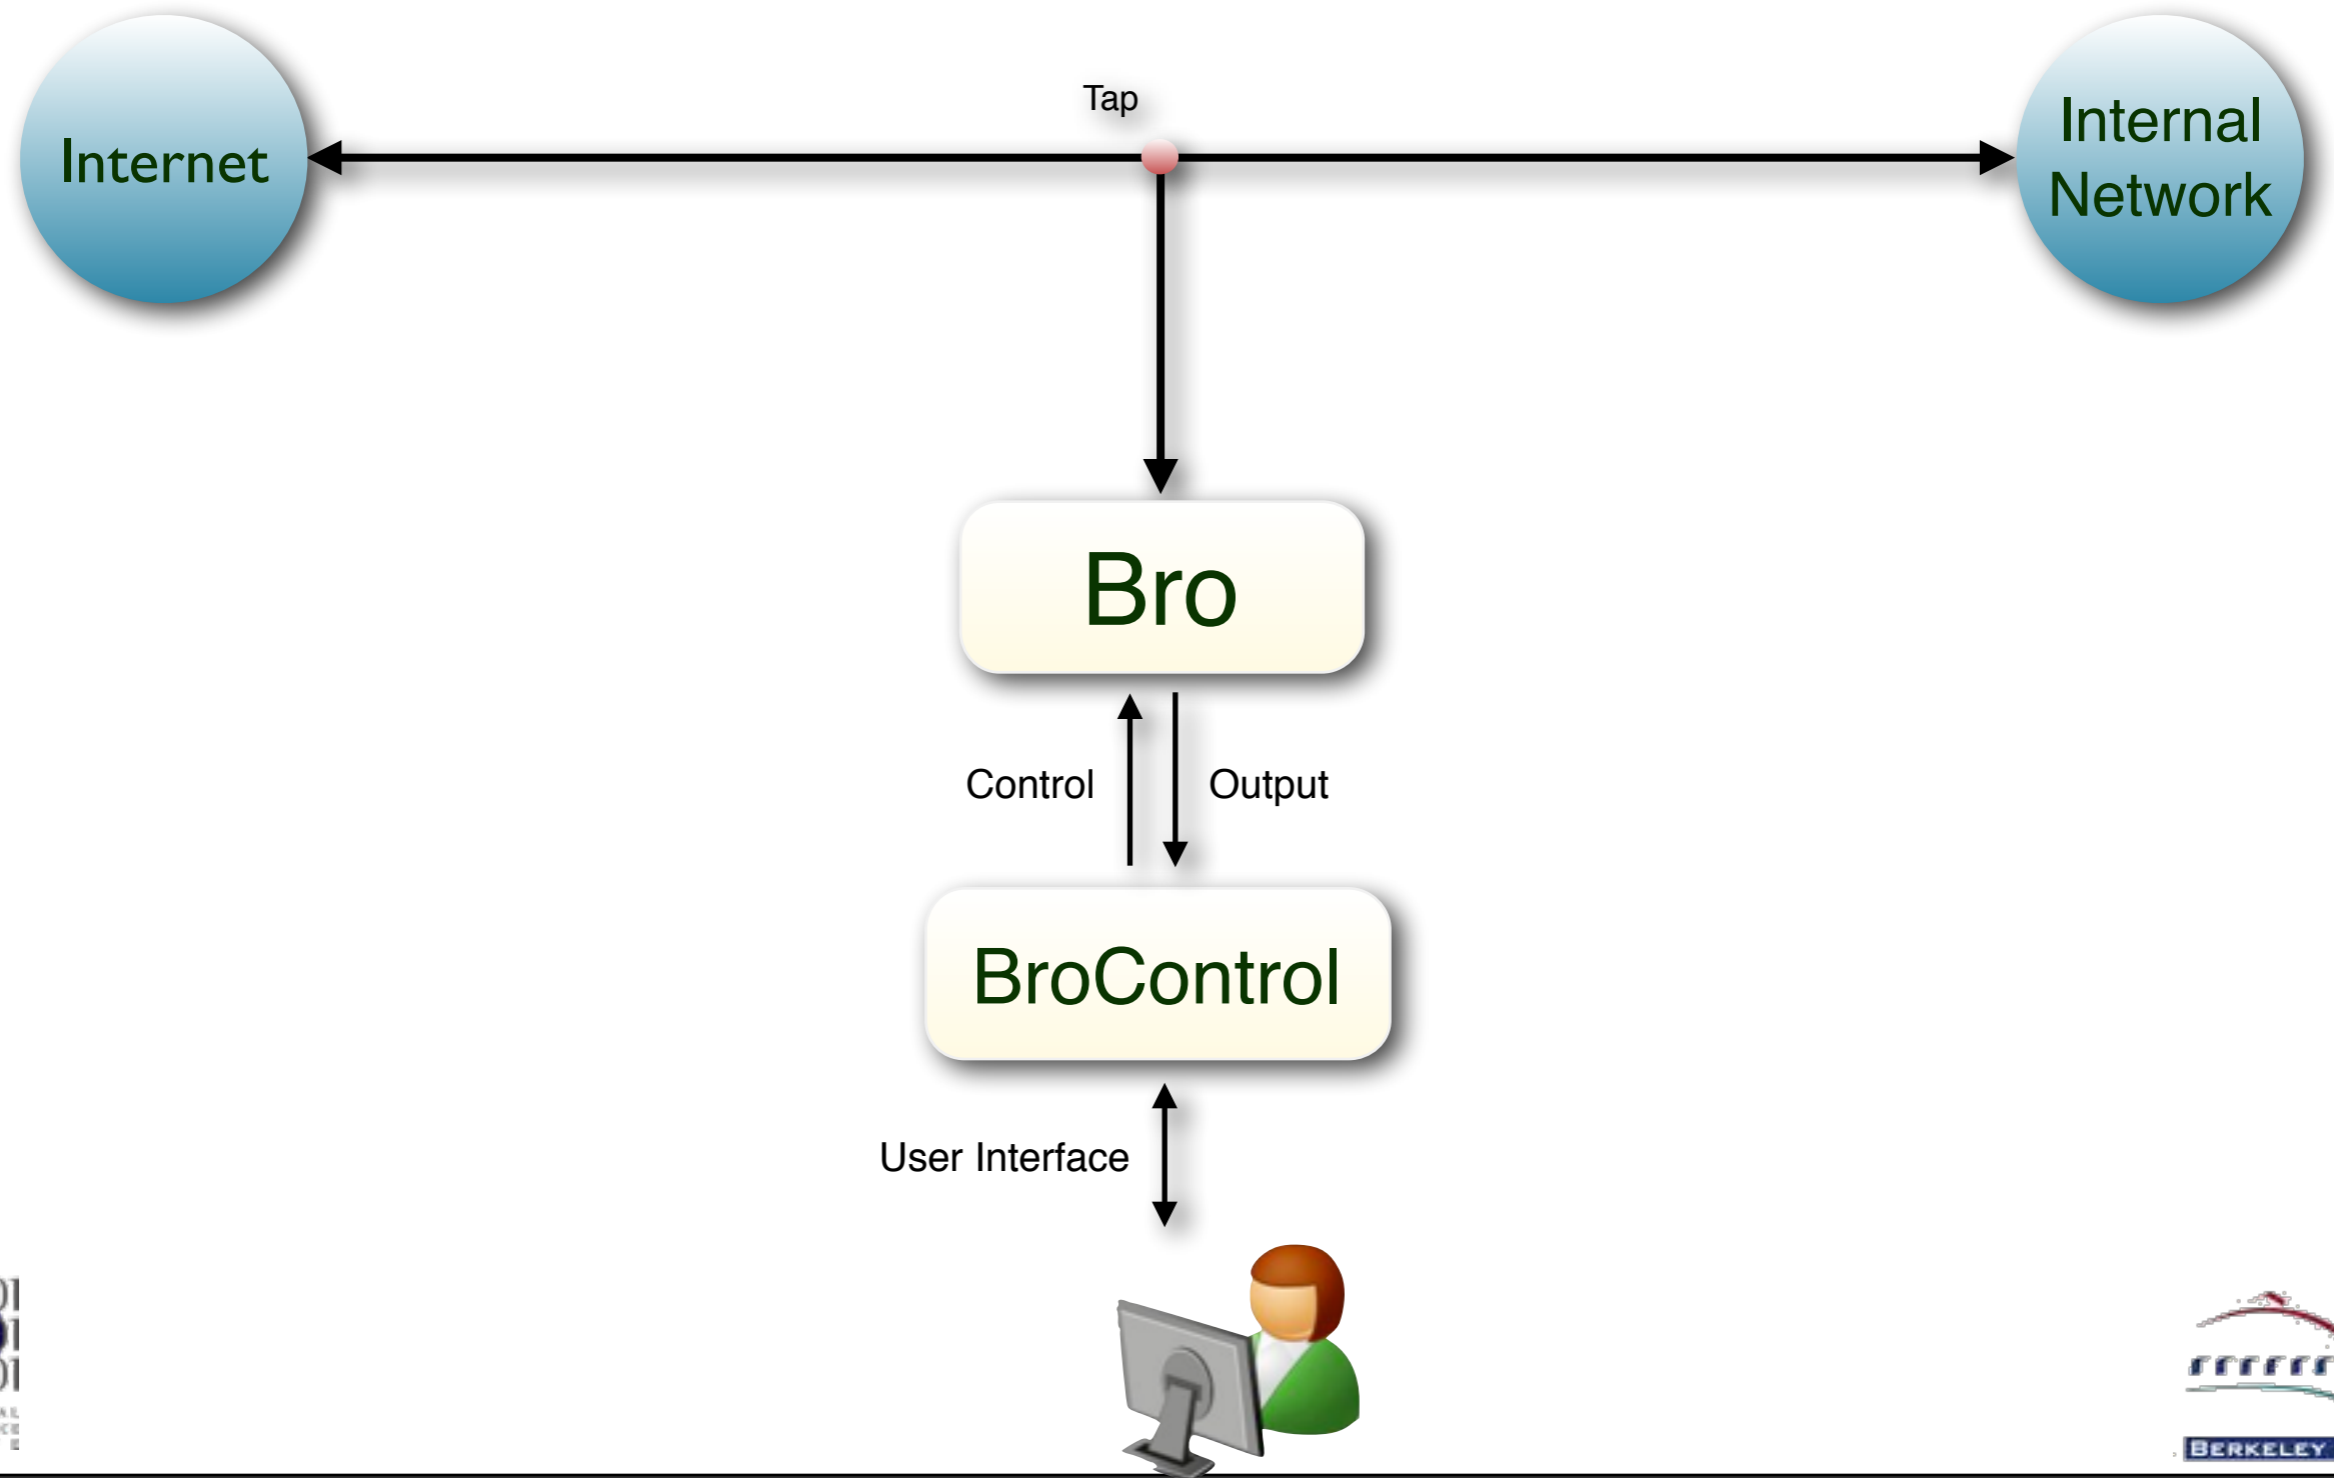 Tap
Internet
Internal
Network
Bro
Control
Output
BroControl
User Interface
BERKELEY